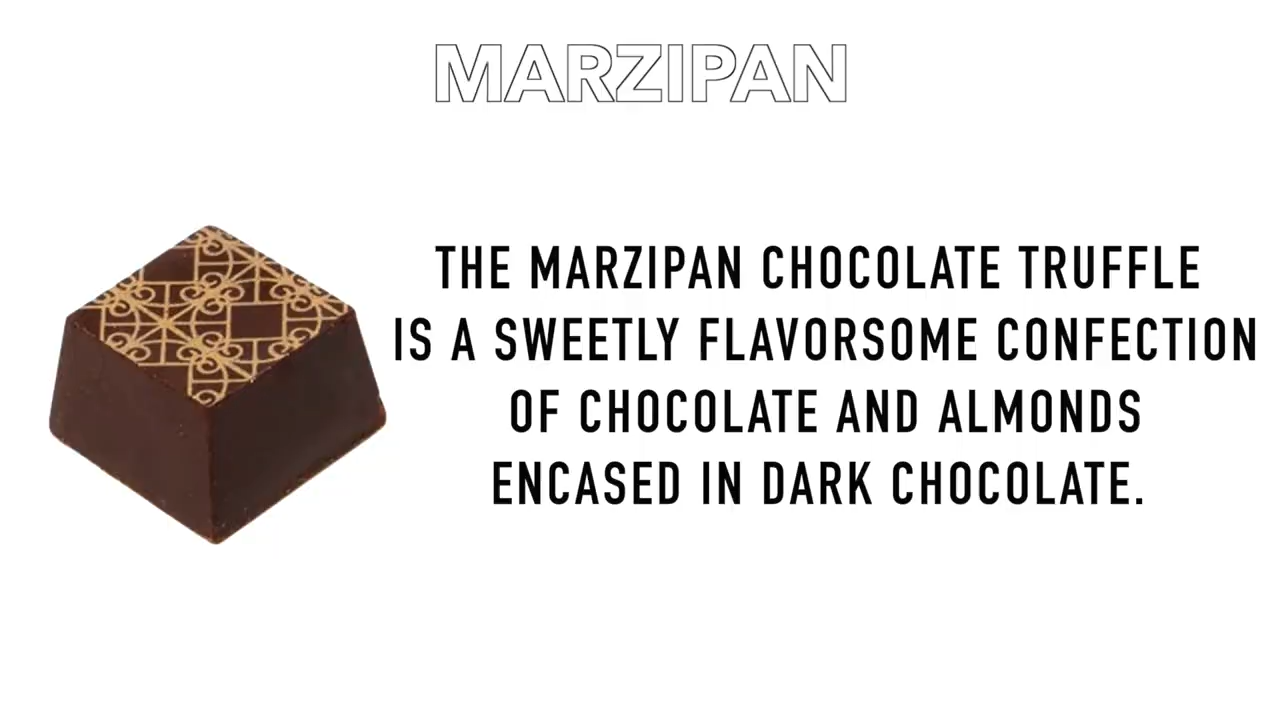 MARZIPAN
THE MARZIPAN CHOCOLATE TRUFFLE
IS A SWEETLY FLAVORSOME CONFECTION
OF CHOCOLATE AND ALMONDS
ENCASED IN DARK CHOCOLATE.